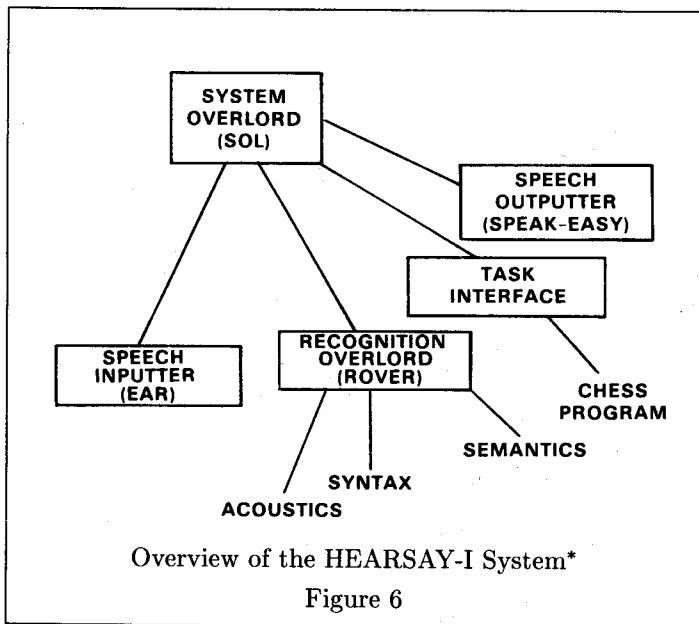 SYSTEM
OVERLORD
(SOL)
SPEECH
OUTPUTTER
(SPEAK-EASY)
TASK
INTERFACE
SPEECH
INPUTTER
(EAR)
RECOGNITION
OVERLORD
(ROVER)
CHESS
PROGRAM
SEMANTICS
SYNTAX
ACOUSTICS
Overview of the HEARSAY-I System*
Figure 6